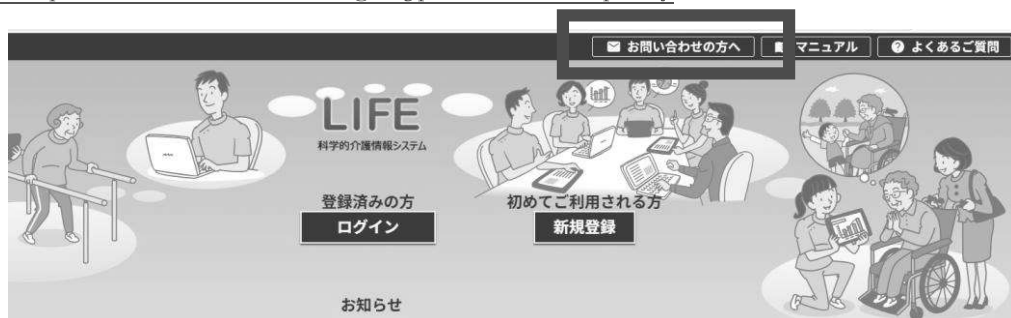 お問い合わせの方へ
マニュアル
よくあるご質問
LIFE
科学的介護情報システム
登録済みの方
ログイン
初めてご利用される方
新規登録
お知らせ